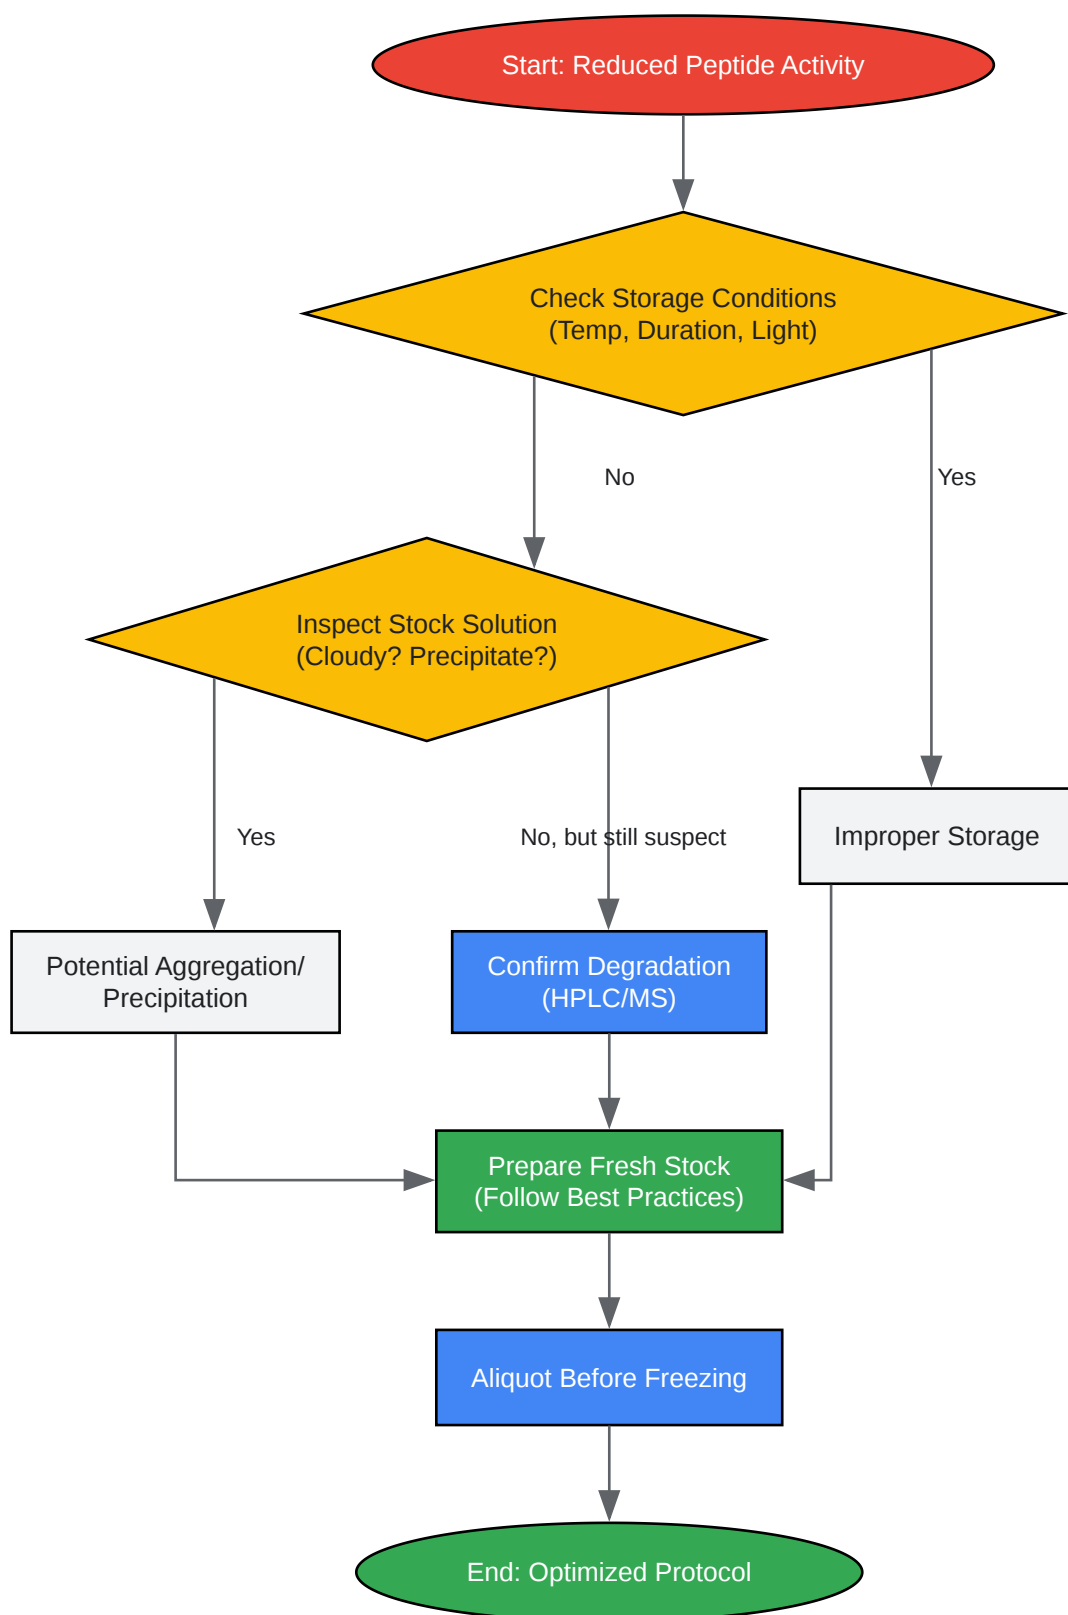 Start: Reduced Peptide Activity
Check Storage Conditions
(Temp, Duration, Light)
No
Yes
Inspect Stock Solution
(Cloudy? Precipitate?)
Yes
No, but still suspect
Improper Storage
Potential Aggregation/
Precipitation
Confirm Degradation
(HPLC/MS)
Prepare Fresh Stock
(Follow Best Practices)
Aliquot Before Freezing
End: Optimized Protocol